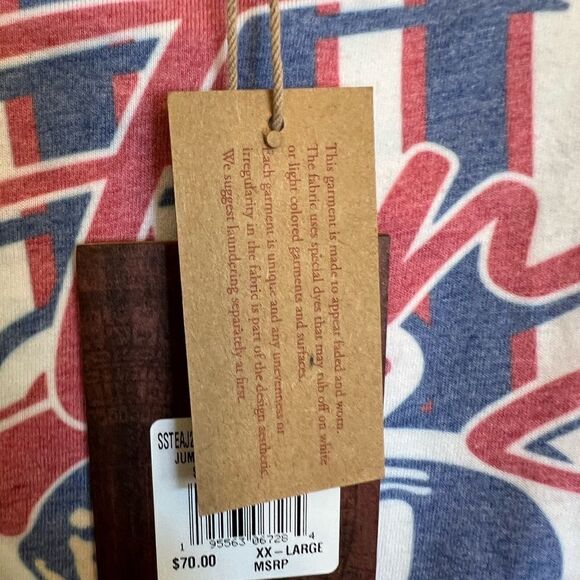 This garment is made to appear faded and worn.
The fabric uses special dyes that may rub off on white
or light colored garments and surfaces.
Each garment is unique and any uneveness or
irregularity in the fabric is part of the design aesthetic.
We suggest laundering separately at first.
SSTEAJ2
JUM
1 95563 06728 4
$70.00
XX-LARGE
MSRP